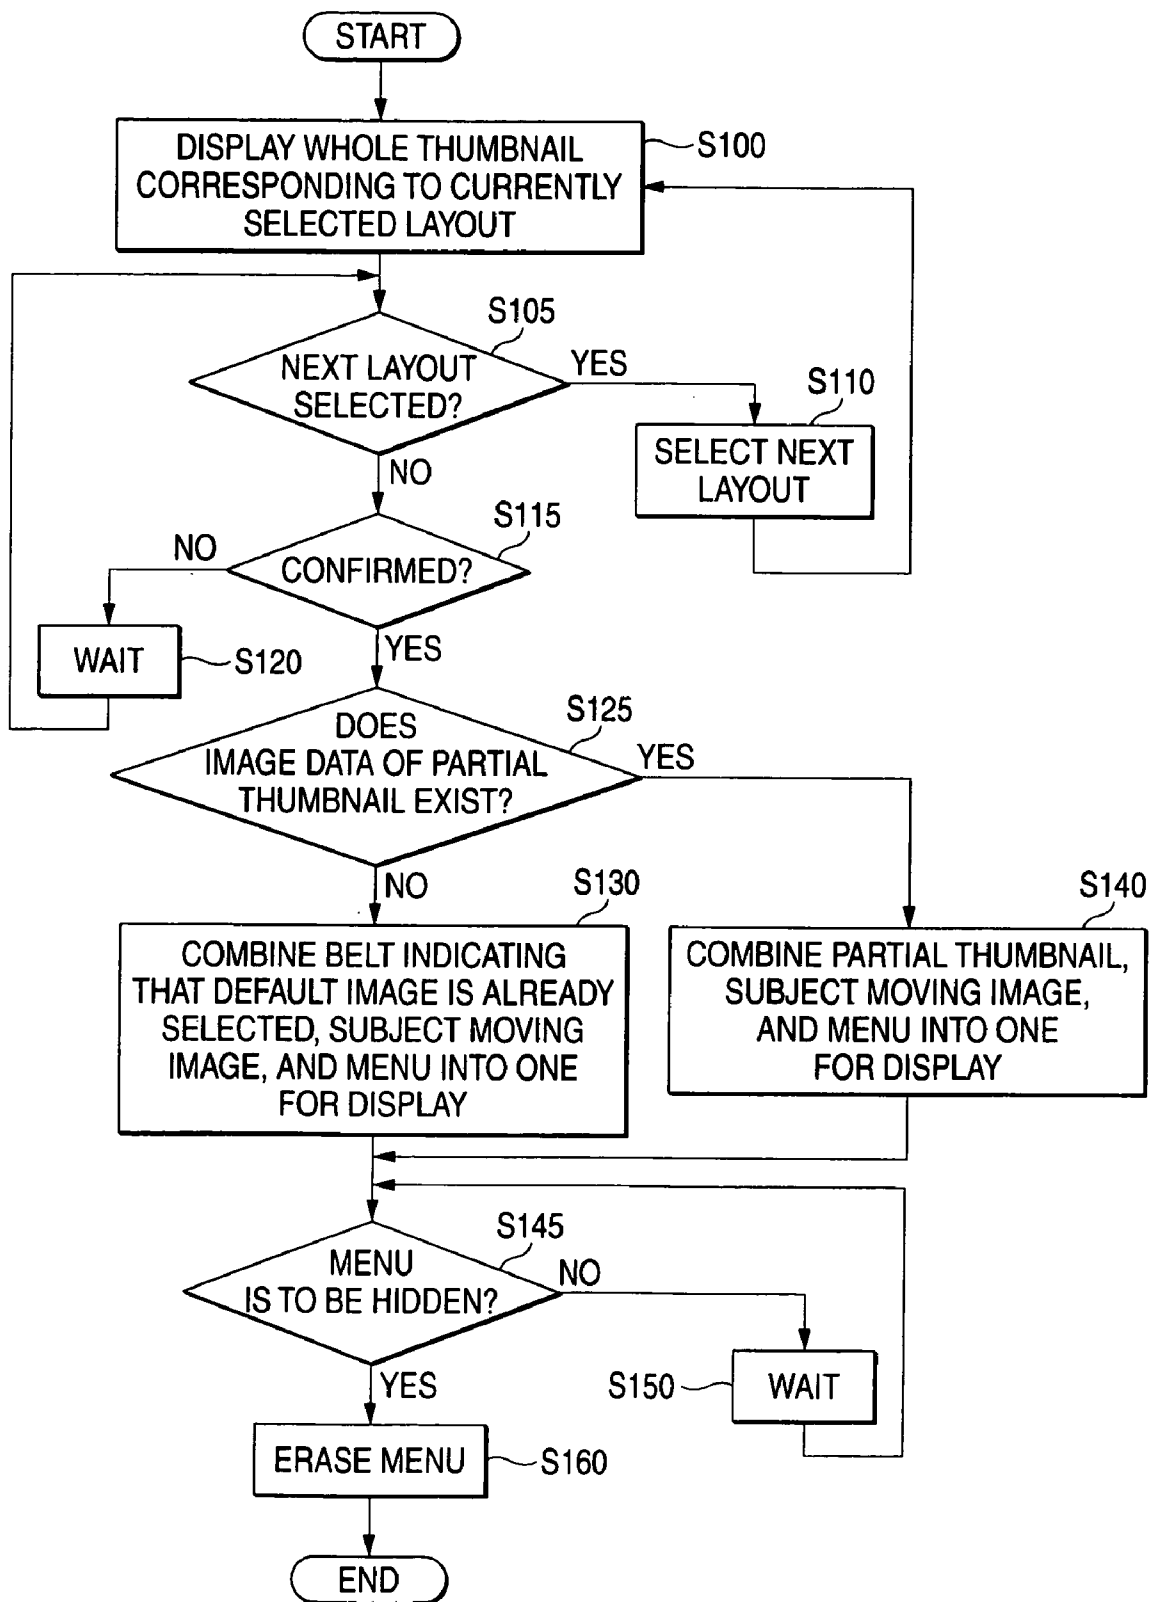 START
DISPLAY WHOLE THUMBNAIL
CORRESPONDING TO CURRENTLY
SELECTED LAYOUT
S100
S105
NEXT LAYOUT
SELECTED?
YES
S110
SELECT NEXT
LAYOUT
NO
S115
CONFIRMED?
NO
WAIT
S120
YES
S125
DOES
IMAGE DATA OF PARTIAL
THUMBNAIL EXIST?
YES
NO
S130
COMBINE BELT INDICATING
THAT DEFAULT IMAGE IS ALREADY
SELECTED, SUBJECT MOVING
IMAGE, AND MENU INTO ONE
FOR DISPLAY
S140
COMBINE PARTIAL THUMBNAIL,
SUBJECT MOVING IMAGE,
AND MENU INTO ONE
FOR DISPLAY
S145
MENU
IS TO BE HIDDEN?
NO
S150
WAIT
YES
ERASE MENU
S160
END